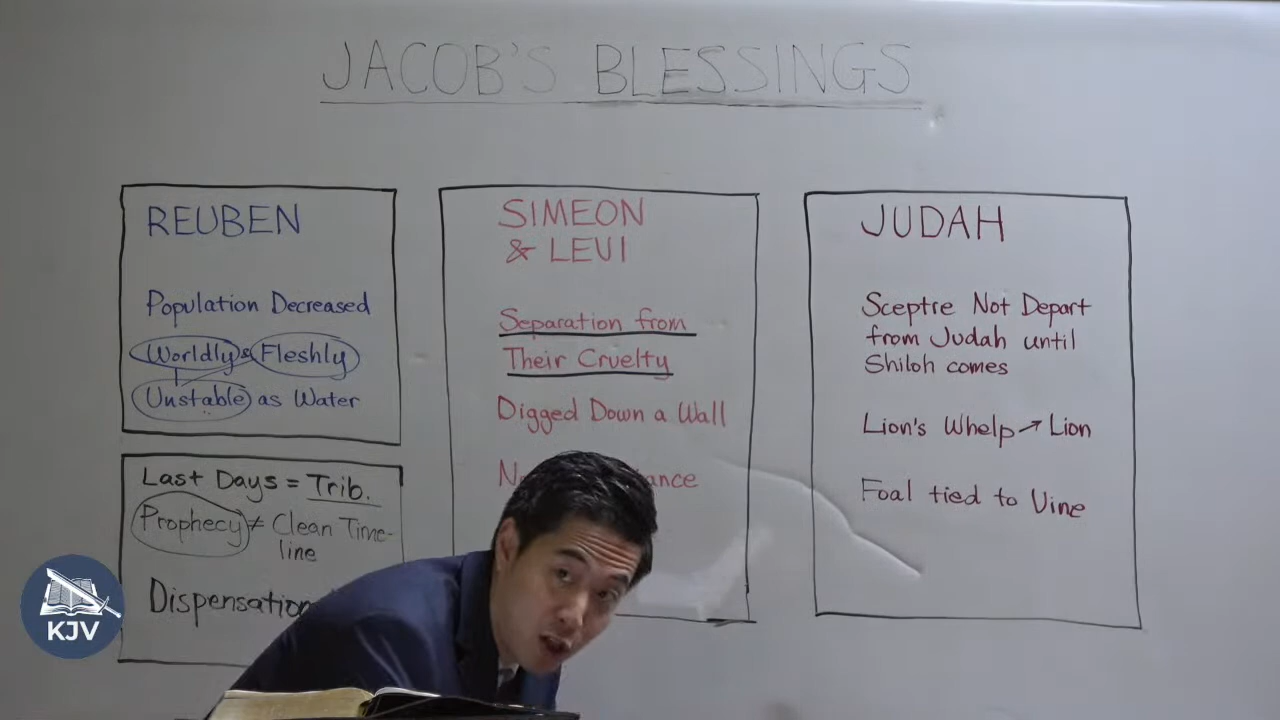 JACOB'S BLESSINGS
REUBEN
Population Decreased
Worldly & Fleshly
Unstable as Water
Last Days = Trib.
Prophecy ≠ Clean Time-
line
Dispensation
SIMEON
& LEVI
Separation from
Their Cruelty
Digged Down a Wall
JUDAH
Sceptre Not Depart
from Judah until
Shiloh comes
Lion's Whelp → Lion
Foal tied to Vine
KJV